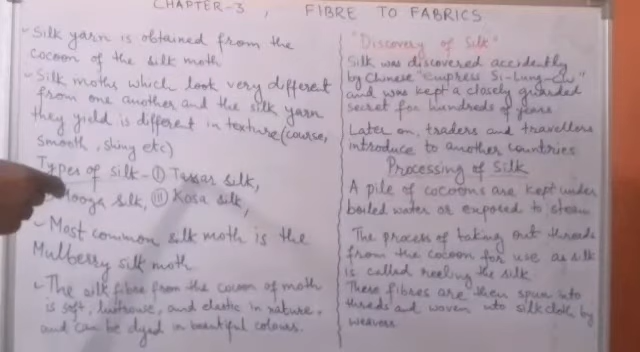 CHAPTER-3, FIBRE TO FABRICS
Silk yarn is obtained from the
cocoon of the silk moth
Silk moths which look very different
from one another and the silk yarn
they yield is different in texture (course,
smooth, shiny etc)
Types of silk - (i) Tassar silk,
Mooga silk, (ii) Kosa silk,
Most common silk moth is the
Mulberry silk moth
The silk fibre from the cocoon of moth
is soft, lustrowe, and elastic in nature,
and can be dyed in beautiful colours.
"Discovery of Silk"
Silk was discovered accidently
by Chinese "Empress Si-lung-Chi"
and was kept a closely guarded
secret for hundreds of years
Later on, traders and travellers
introduce to another countries
Processing of Silk
A pile of cocoons are kept under
boiled water or exposed to steam
The process of taking out threads
from the cocoon for use as silk
is called reeling the silk
These fibres are then spun into
threds and woven into silk cloth by
weavers